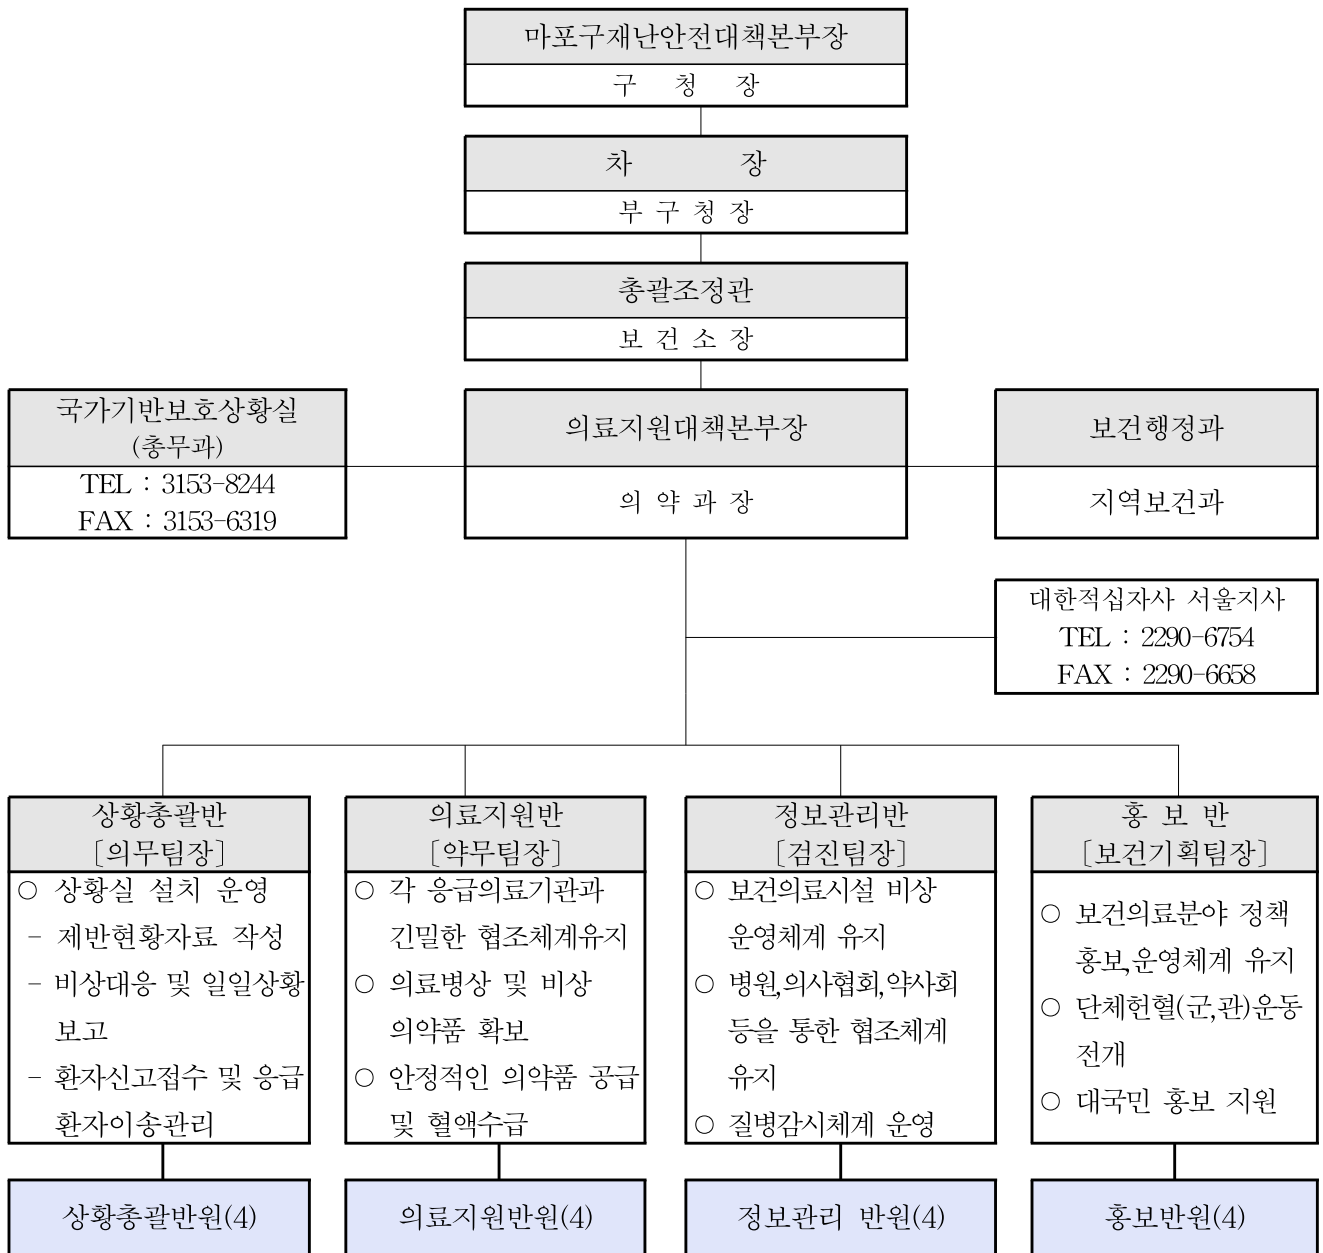 마포구재난안전대책본부장
구 청 장
차 장
부 구 청 장
총괄조정관
보 건 소 장
국가기반보호상황실
(총무과)
TEL : 3153-8244
FAX : 3153-6319
의료지원대책본부장
의 약 과 장
보건행정과
지역보건과
대한적십자사 서울지사
TEL : 2290-6754
FAX : 2290-6658
상황총괄반
[의무팀장]
○ 상황실 설치 운영
- 제반현황자료 작성
- 비상대응 및 일일상황
보고
- 환자신고접수 및 응급
환자이송관리
상황총괄반원(4)
의료지원반
[약무팀장]
○ 각 응급의료기관과
긴밀한 협조체계유지
○ 의료병상 및 비상
의약품 확보
○ 안정적인 의약품 공급
및 혈액수급
의료지원반원(4)
정보관리반
[검진팀장]
○ 보건의료시설 비상
운영체계 유지
○ 병원,의사협회,약사회
등을 통한 협조체계
유지
○ 질병감시체계 운영
정보관리 반원(4)
홍 보 반
[보건기획팀장]
○ 보건의료분야 정책
홍보,운영체계 유지
○ 단체헌혈(군,관)운동
전개
○ 대국민 홍보 지원
홍보반원(4)